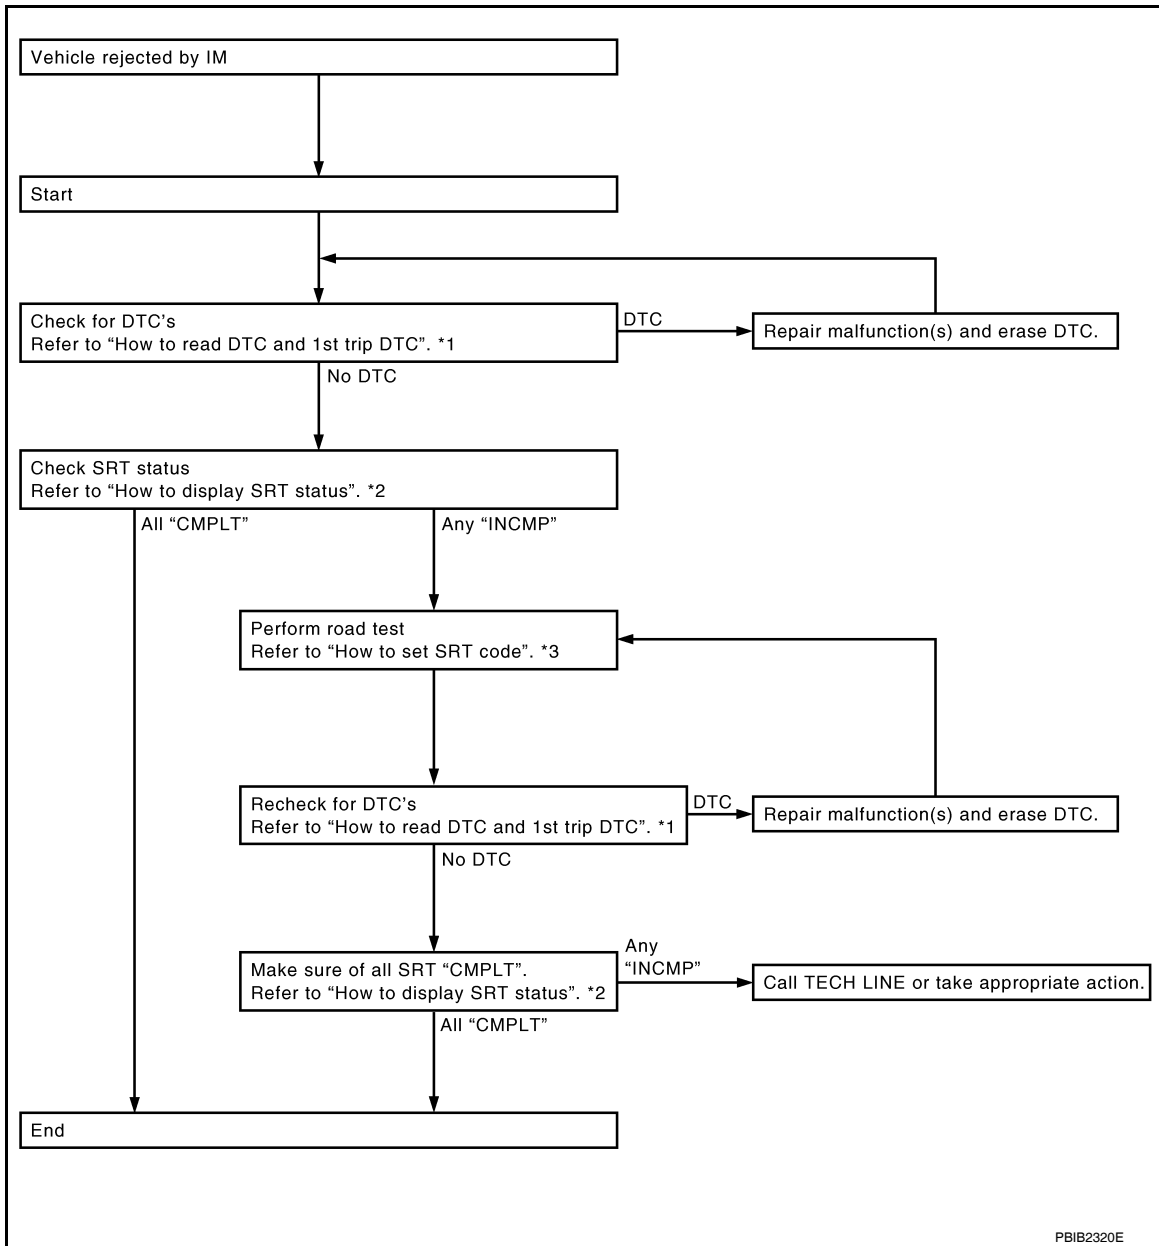 Vehicle rejected by IM
Start
Check for DTC's
Refer to “How to read DTC and 1st trip DTC”. *1
DTC
Repair malfunction(s) and erase DTC.
No DTC
Check SRT status
Refer to “How to display SRT status”. *2
All “CMPLT”
Any “INCMP”
Perform road test
Refer to “How to set SRT code”. *3
Recheck for DTC's
Refer to “How to read DTC and 1st trip DTC”. *1
DTC
Repair malfunction(s) and erase DTC.
No DTC
Make sure of all SRT “CMPLT”.
Refer to “How to display SRT status”. *2
Any
“INCMP”
Call TECH LINE or take appropriate action.
All “CMPLT”
End
PBIB2320E